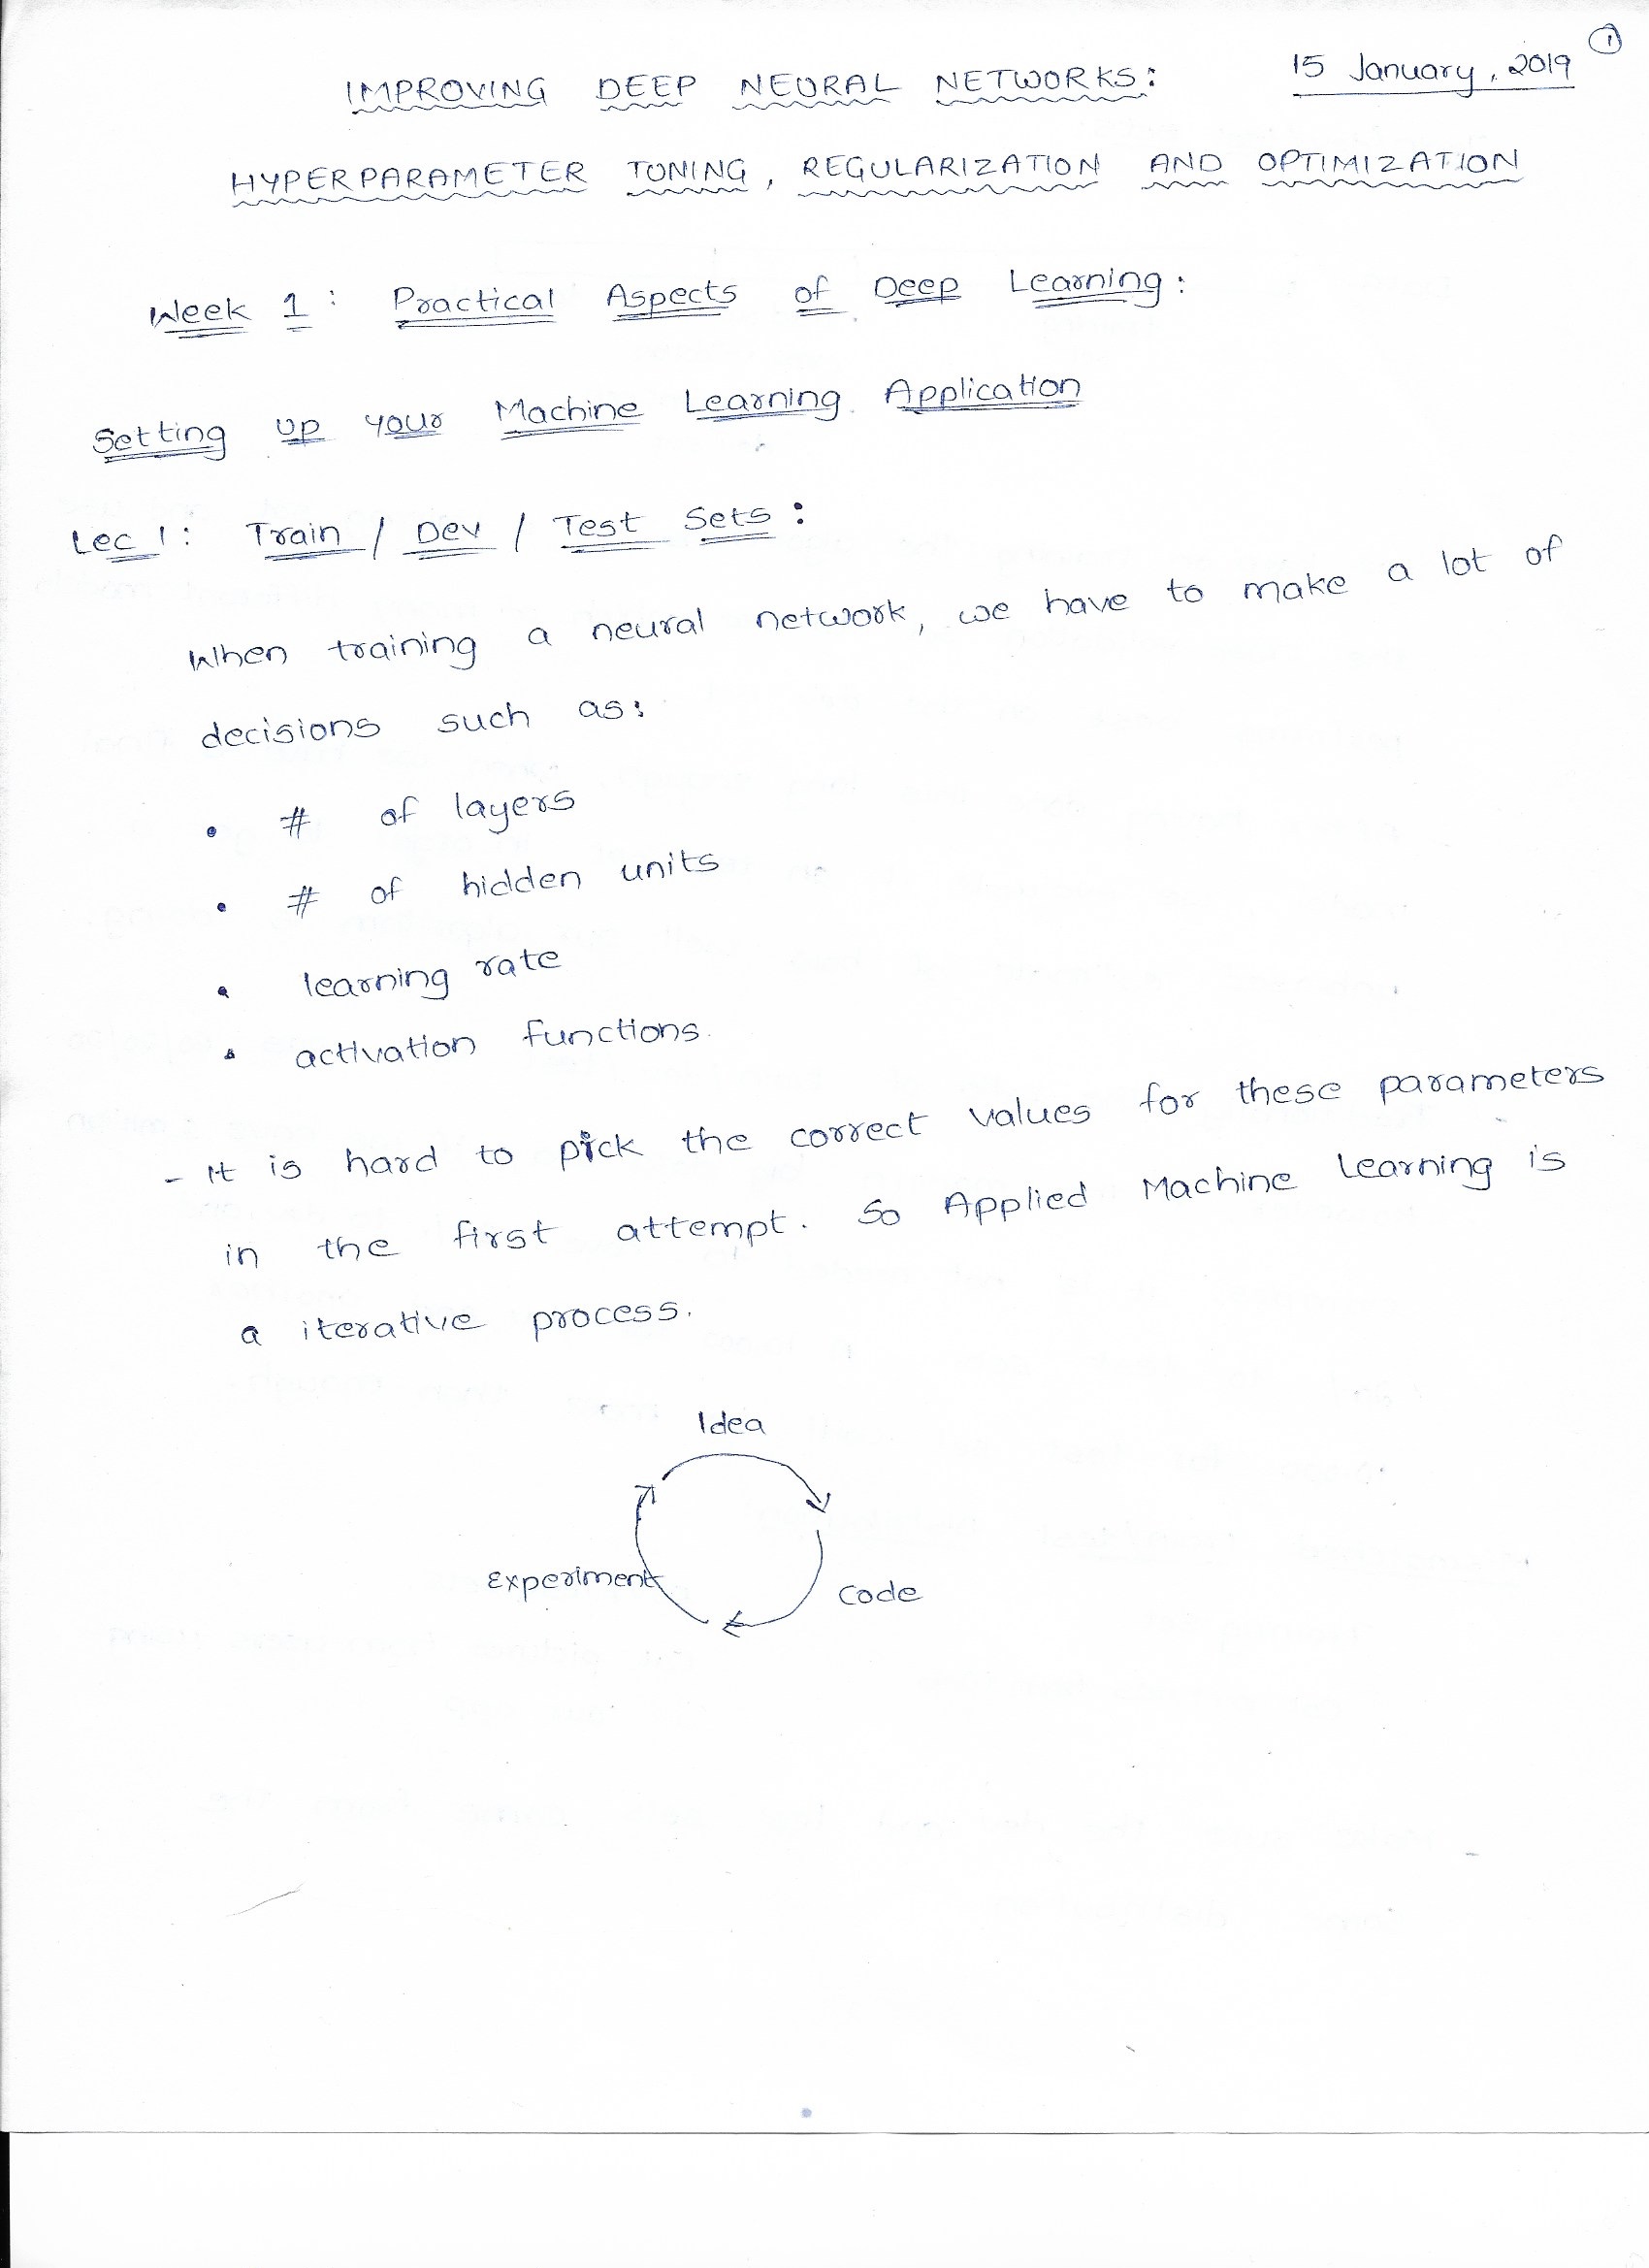 1
IMPROVING DEEP NEURAL NETWORKS: 15 January, 2019
HYPERPARAMETER TUNING, REGULARIZATION AND OPTIMIZATION
Week 1: Practical Aspects of Deep Learning:
Setting up your Machine Learning Application
Lec 1: Train / Dev / Test Sets:
When training a neural network, we have to make a lot of
decisions such as:
• # of layers
• # of hidden units
• learning rate
• activation functions.
- It is hard to pick the correct values for these parameters
in the first attempt. So Applied Machine Learning is
a iterative process.
Idea
Experiment
Code